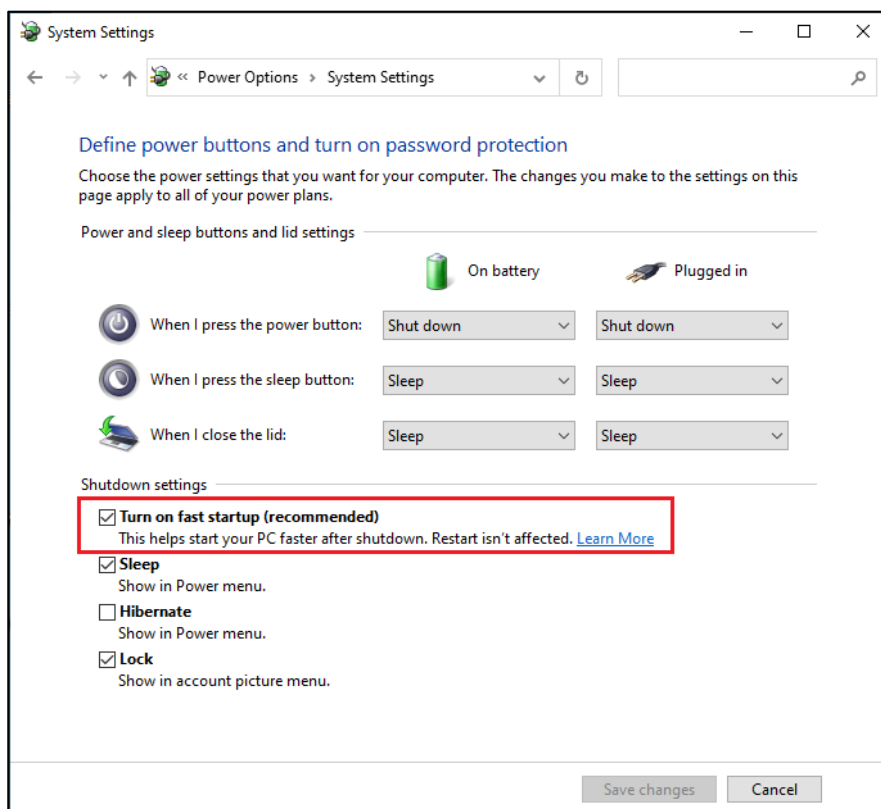 System Settings
« Power Options › System Settings
Define power buttons and turn on password protection
Choose the power settings that you want for your computer. The changes you make to the settings on this
page apply to all of your power plans.
Power and sleep buttons and lid settings
On battery Plugged in
When I press the power button: Shut down Shut down
When I press the sleep button: Sleep Sleep
When I close the lid: Sleep Sleep
Shutdown settings
Turn on fast startup (recommended)
This helps start your PC faster after shutdown. Restart isn't affected. Learn More
Sleep
Show in Power menu.
Hibernate
Show in Power menu.
Lock
Show in account picture menu.
Save changes Cancel